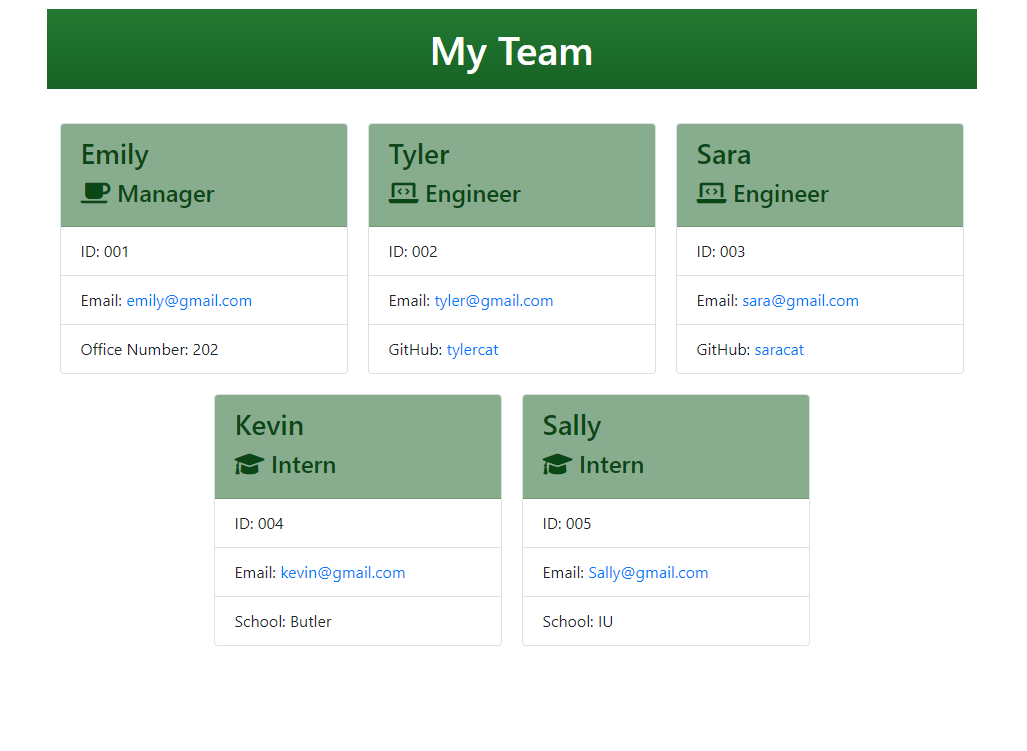 My Team
Emily
Manager
ID: 001
Email: emily@gmail.com
Office Number: 202
Tyler
Engineer
ID: 002
Email: tyler@gmail.com
GitHub: tylercat
Sara
Engineer
ID: 003
Email: sara@gmail.com
GitHub: saracat
Kevin
Intern
ID: 004
Email: kevin@gmail.com
School: Butler
Sally
Intern
ID: 005
Email: Sally@gmail.com
School: IU